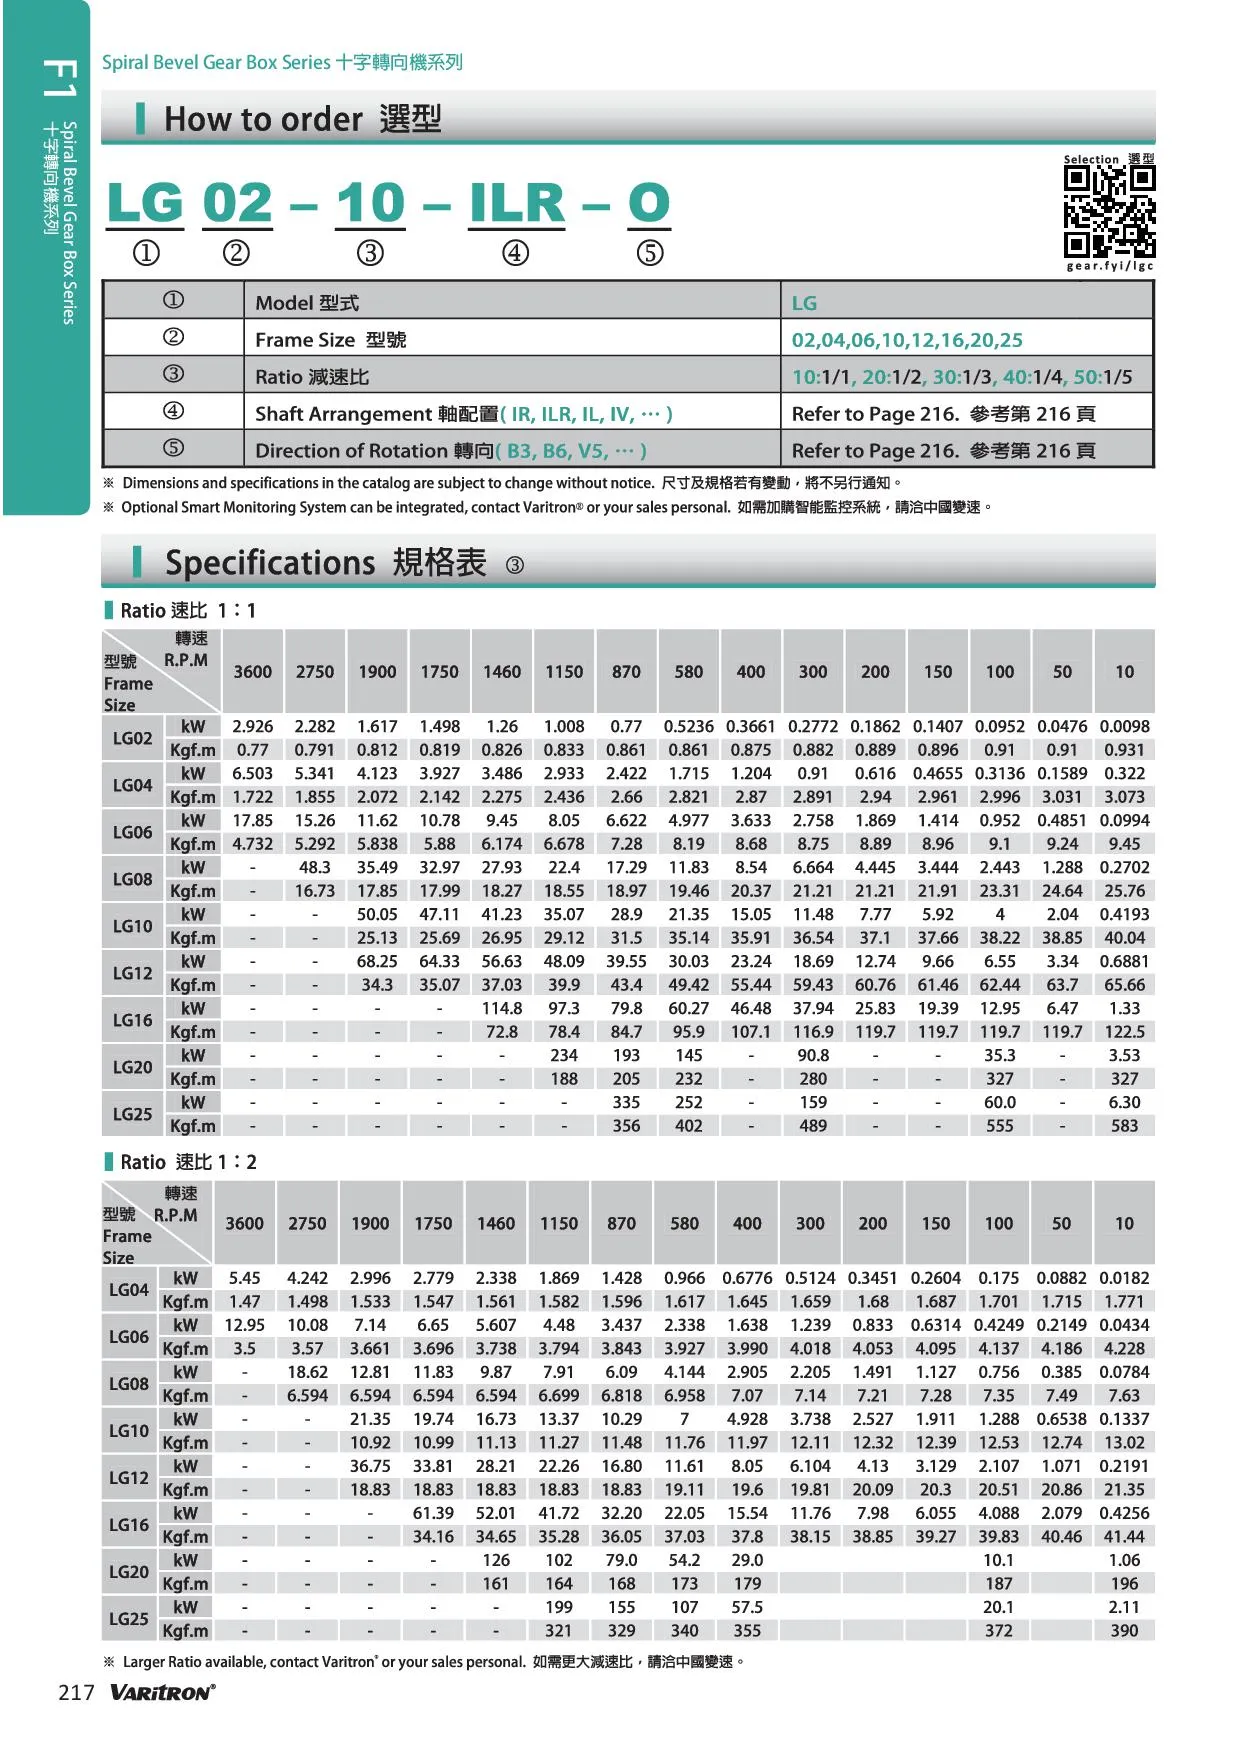 Spiral Bevel Gear Box Series 十字轉向機系列
F1 Spiral Bevel Gear Box Series
十字轉向機系列
How to order 選型
Selection 選型
LG 02 – 10 – ILR – O
① ② ③ ④ ⑤
gear.fyi/lgc
① Model 型式 LG
② Frame Size 型號 02,04,06,10,12,16,20,25
③ Ratio 減速比 10:1/1, 20:1/2, 30:1/3, 40:1/4, 50:1/5
④ Shaft Arrangement 軸配置( IR, ILR, IL, IV, ⋯ ) Refer to Page 216. 參考第 216 頁
⑤ Direction of Rotation 轉向( B3, B6, V5, ⋯ ) Refer to Page 216. 參考第 216 頁
※ Dimensions and specifications in the catalog are subject to change without notice. 尺寸及規格若有變動，將不另行通知。
※ Optional Smart Monitoring System can be integrated, contact Varitron® or your sales personal. 如需加購智能監控系統，請洽中國變速。
Specifications 規格表 ③
Ratio 速比 1：1
轉速
型號 R.P.M 3600 2750 1900 1750 1460 1150 870 580 400 300 200 150 100 50 10
Frame
Size
LG02 kW 2.926 2.282 1.617 1.498 1.26 1.008 0.77 0.5236 0.3661 0.2772 0.1862 0.1407 0.0952 0.0476 0.0098
Kgf.m 0.77 0.791 0.812 0.819 0.826 0.833 0.861 0.861 0.875 0.882 0.889 0.896 0.91 0.91 0.931
LG04 kW 6.503 5.341 4.123 3.927 3.486 2.933 2.422 1.715 1.204 0.91 0.616 0.4655 0.3136 0.1589 0.322
Kgf.m 1.722 1.855 2.072 2.142 2.275 2.436 2.66 2.821 2.87 2.891 2.94 2.961 2.996 3.031 3.073
LG06 kW 17.85 15.26 11.62 10.78 9.45 8.05 6.622 4.977 3.633 2.758 1.869 1.414 0.952 0.4851 0.0994
Kgf.m 4.732 5.292 5.838 5.88 6.174 6.678 7.28 8.19 8.68 8.75 8.89 8.96 9.1 9.24 9.45
LG08 kW - 48.3 35.49 32.97 27.93 22.4 17.29 11.83 8.54 6.664 4.445 3.444 2.443 1.288 0.2702
Kgf.m - 16.73 17.85 17.99 18.27 18.55 18.97 19.46 20.37 21.21 21.21 21.91 23.31 24.64 25.76
LG10 kW - - 50.05 47.11 41.23 35.07 28.9 21.35 15.05 11.48 7.77 5.92 4 2.04 0.4193
Kgf.m - - 25.13 25.69 26.95 29.12 31.5 35.14 35.91 36.54 37.1 37.66 38.22 38.85 40.04
LG12 kW - - 68.25 64.33 56.63 48.09 39.55 30.03 23.24 18.69 12.74 9.66 6.55 3.34 0.6881
Kgf.m - - 34.3 35.07 37.03 39.9 43.4 49.42 55.44 59.43 60.76 61.46 62.44 63.7 65.66
LG16 kW - - - - 114.8 97.3 79.8 60.27 46.48 37.94 25.83 19.39 12.95 6.47 1.33
Kgf.m - - - - 72.8 78.4 84.7 95.9 107.1 116.9 119.7 119.7 119.7 119.7 122.5
LG20 kW - - - - - 234 193 145 - 90.8 - - 35.3 - 3.53
Kgf.m - - - - - 188 205 232 - 280 - - 327 - 327
LG25 kW - - - - - - 335 252 - 159 - - 60.0 - 6.30
Kgf.m - - - - - - 356 402 - 489 - - 555 - 583
Ratio 速比 1：2
轉速
型號 R.P.M 3600 2750 1900 1750 1460 1150 870 580 400 300 200 150 100 50 10
Frame
Size
LG04 kW 5.45 4.242 2.996 2.779 2.338 1.869 1.428 0.966 0.6776 0.5124 0.3451 0.2604 0.175 0.0882 0.0182
Kgf.m 1.47 1.498 1.533 1.547 1.561 1.582 1.596 1.617 1.645 1.659 1.68 1.687 1.701 1.715 1.771
LG06 kW 12.95 10.08 7.14 6.65 5.607 4.48 3.437 2.338 1.638 1.239 0.833 0.6314 0.4249 0.2149 0.0434
Kgf.m 3.5 3.57 3.661 3.696 3.738 3.794 3.843 3.927 3.990 4.018 4.053 4.095 4.137 4.186 4.228
LG08 kW - 18.62 12.81 11.83 9.87 7.91 6.09 4.144 2.905 2.205 1.491 1.127 0.756 0.385 0.0784
Kgf.m - 6.594 6.594 6.594 6.594 6.699 6.818 6.958 7.07 7.14 7.21 7.28 7.35 7.49 7.63
LG10 kW - - 21.35 19.74 16.73 13.37 10.29 7 4.928 3.738 2.527 1.911 1.288 0.6538 0.1337
Kgf.m - - 10.92 10.99 11.13 11.27 11.48 11.76 11.97 12.11 12.32 12.39 12.53 12.74 13.02
LG12 kW - - 36.75 33.81 28.21 22.26 16.80 11.61 8.05 6.104 4.13 3.129 2.107 1.071 0.2191
Kgf.m - - 18.83 18.83 18.83 18.83 18.83 19.11 19.6 19.81 20.09 20.3 20.51 20.86 21.35
LG16 kW - - - 61.39 52.01 41.72 32.20 22.05 15.54 11.76 7.98 6.055 4.088 2.079 0.4256
Kgf.m - - - 34.16 34.65 35.28 36.05 37.03 37.8 38.15 38.85 39.27 39.83 40.46 41.44
LG20 kW - - - - 126 102 79.0 54.2 29.0 10.1 1.06
Kgf.m - - - - 161 164 168 173 179 187 196
LG25 kW - - - - - 199 155 107 57.5 20.1 2.11
Kgf.m - - - - - 321 329 340 355 372 390
※ Larger Ratio available, contact Varitron® or your sales personal. 如需更大減速比，請洽中國變速。
217 VARITRON®